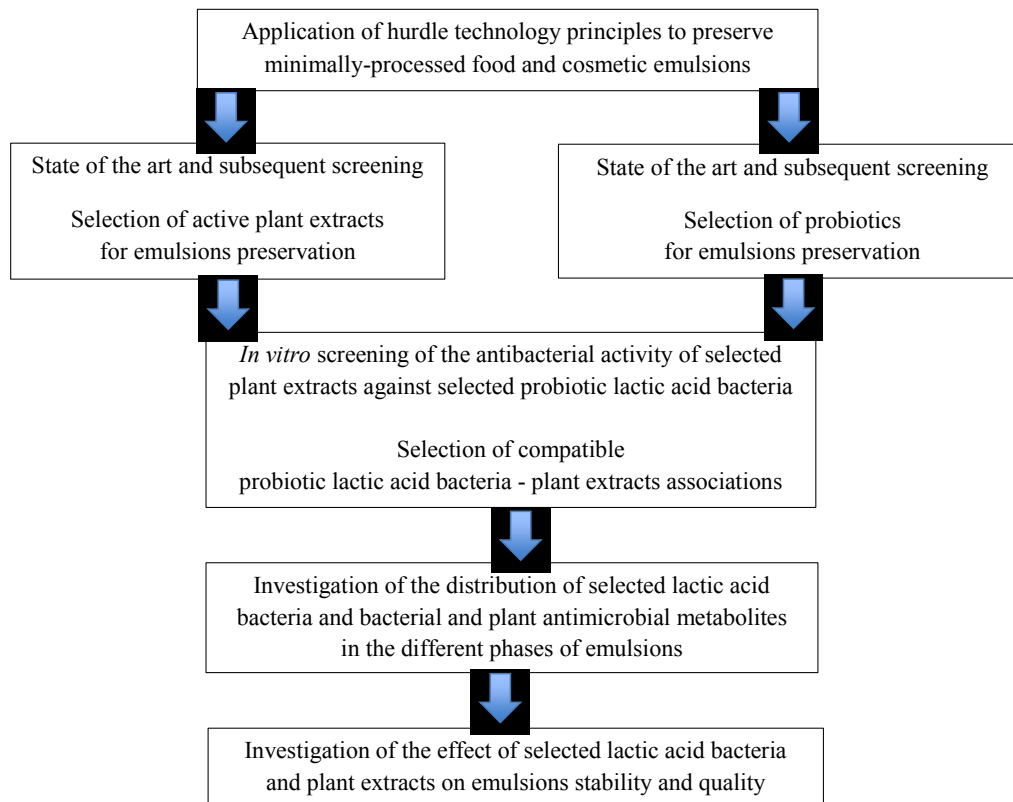 Application of hurdle technology principles to preserve
minimally-processed food and cosmetic emulsions
State of the art and subsequent screening
Selection of active plant extracts
for emulsions preservation
State of the art and subsequent screening
Selection of probiotics
for emulsions preservation
In vitro screening of the antibacterial activity of selected
plant extracts against selected probiotic lactic acid bacteria
Selection of compatible
probiotic lactic acid bacteria - plant extracts associations
Investigation of the distribution of selected lactic acid
bacteria and bacterial and plant antimicrobial metabolites
in the different phases of emulsions
Investigation of the effect of selected lactic acid bacteria
and plant extracts on emulsions stability and quality